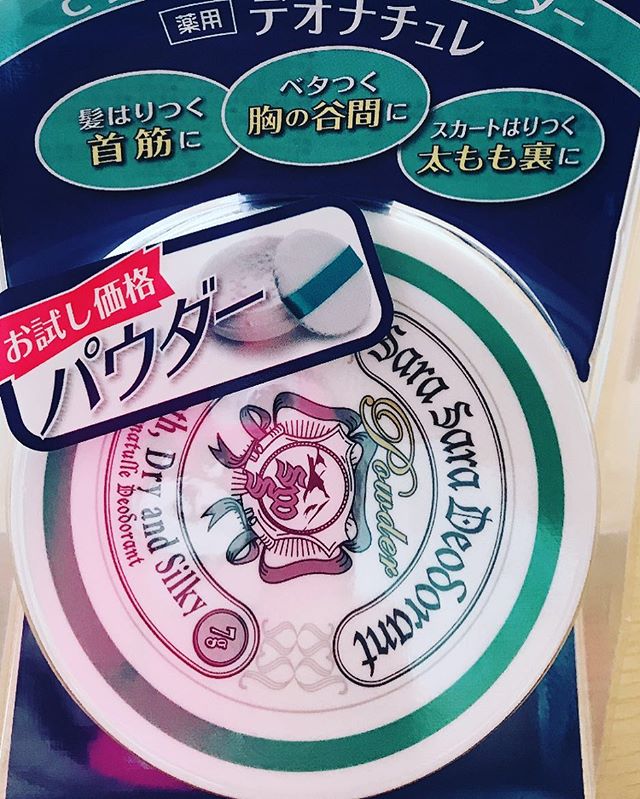 薬用 デオナチュレ
髪はりつく
首筋に
ベタつく
胸の谷間に
スカートはりつく
太もも裏に
お試し価格
パウダー
Sara Sara Deodorant
Powder
Dry and Silky
Deodorant
7g